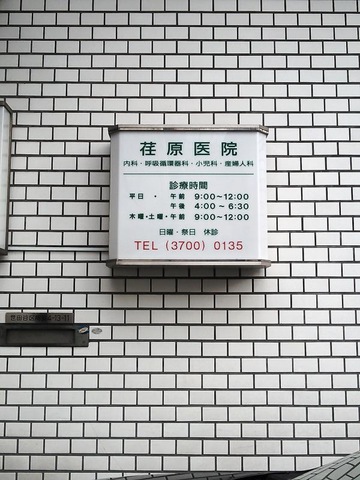 荏原医院
内科・呼吸循環器科・小児科・産婦人科
診療時間
平日・午前 9:00〜12:00
午後 4:00〜6:30
木曜・土曜・午前 9:00〜12:00
日曜・祭日 休診
TEL (3700) 0135